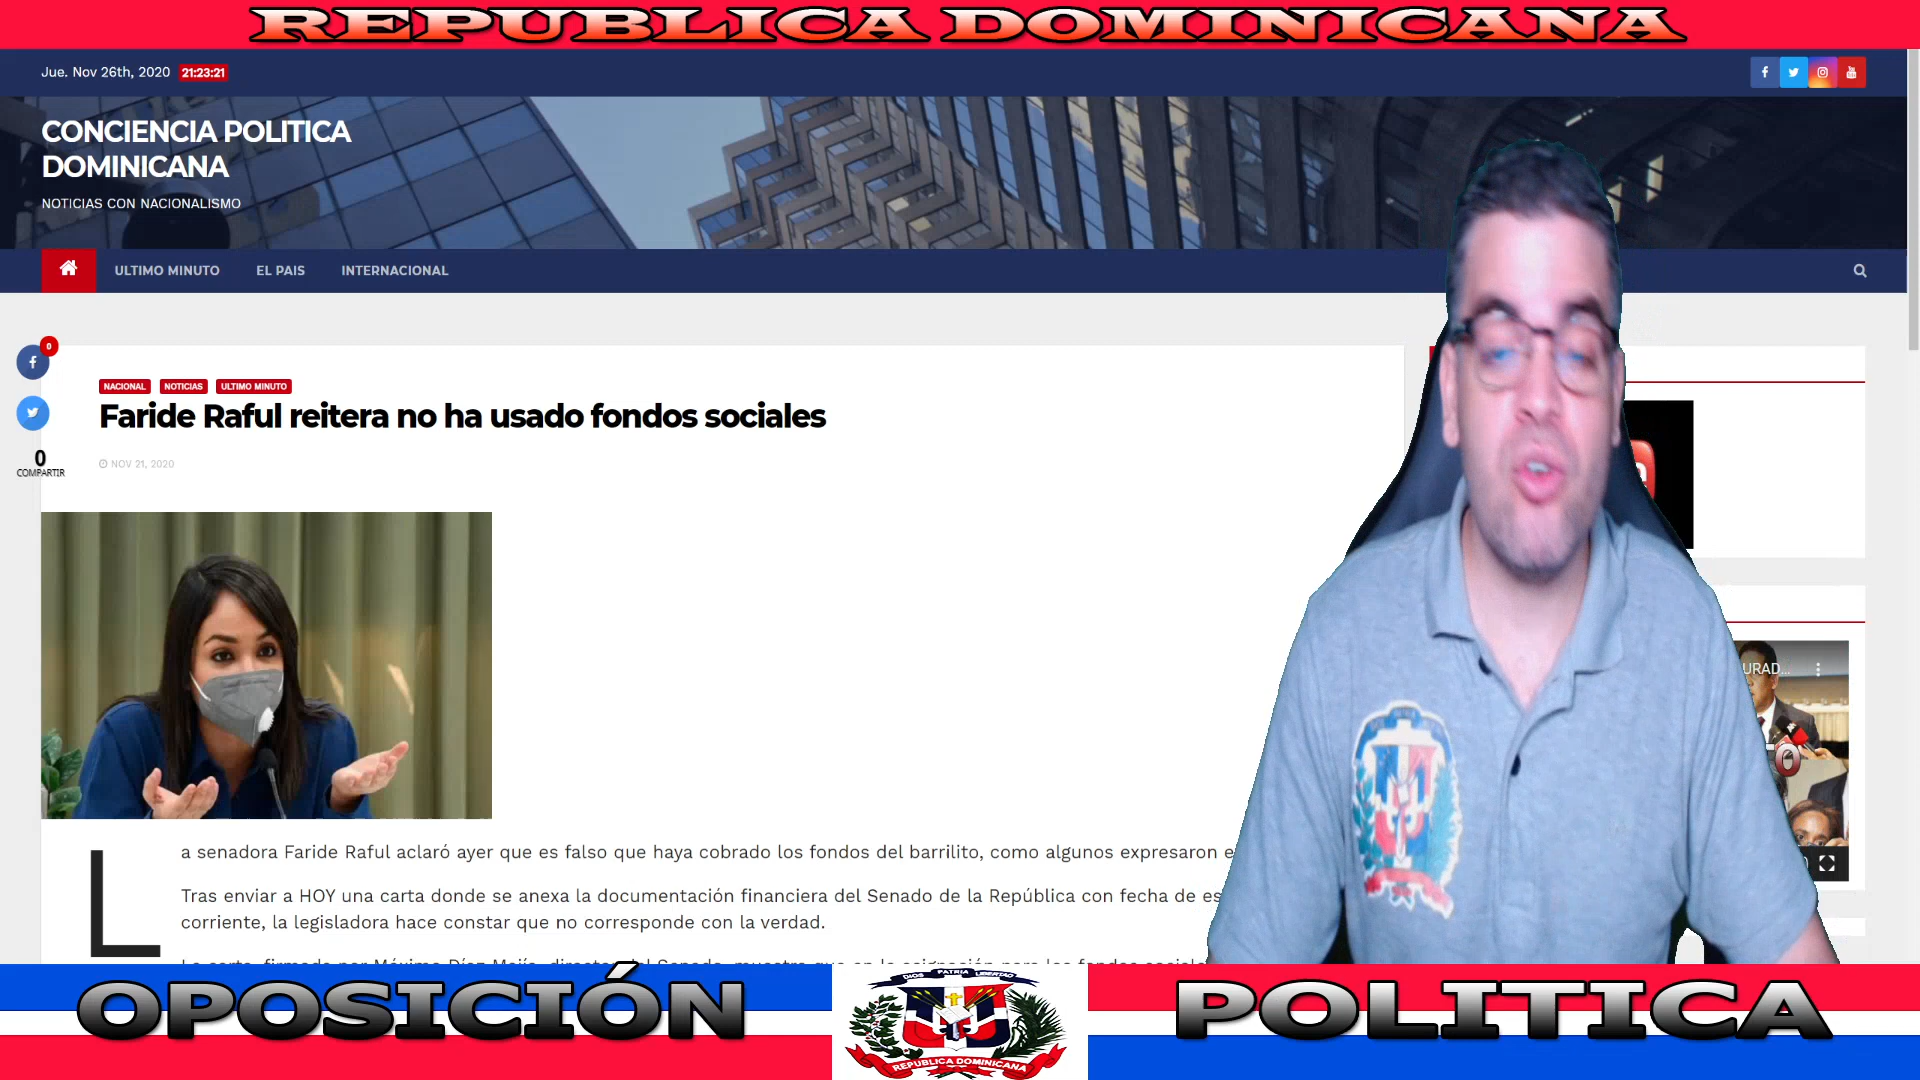 REPUBLICA DOMINICANA
Jue. Nov 26th, 2020 21:23:21
CONCIENCIA POLITICA
DOMINICANA
NOTICIAS CON NACIONALISMO
ULTIMO MINUTO EL PAIS INTERNACIONAL
0
0
COMPARTIR
NACIONAL NOTICIAS ULTIMO MINUTO
Faride Raful reitera no ha usado fondos sociales
NOV 21, 2020
URAD...
La senadora Faride Raful aclaró ayer que es falso que haya cobrado los fondos del barrilito, como algunos expresaron
Tras enviar a HOY una carta donde se anexa la documentación financiera del Senado de la República con fecha de
corriente, la legisladora hace constar que no corresponde con la verdad.
OPOSICIÓN
DIOS PATRIA LIBERTAD
REPUBLICA DOMINICANA
POLITICA